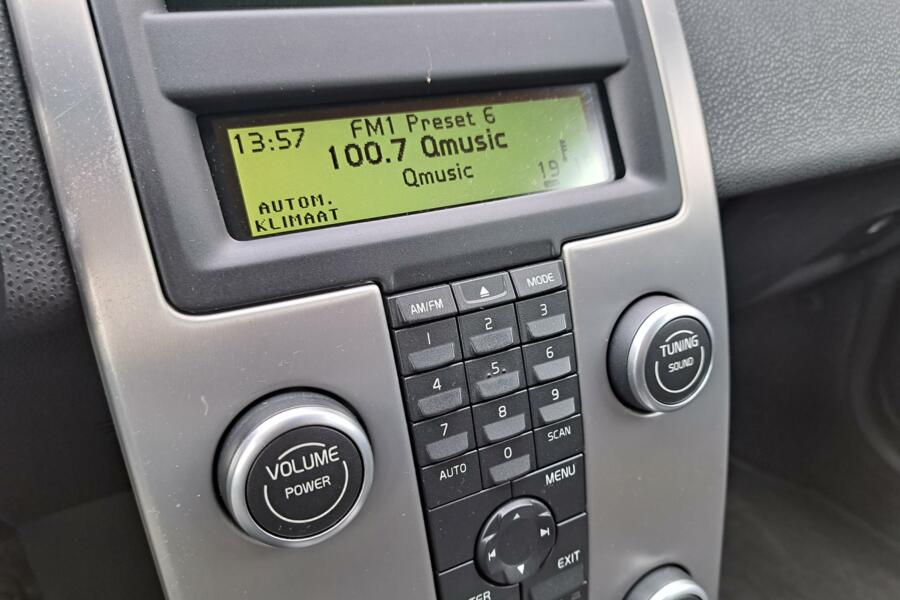 FM1 Preset 6
13:57
100.7 Qmusic
Qmusic
19
AUTOM.
KLIMAAT
AM/FM
MODE
1 2 3
4 5 6
7 8 9
AUTO 0 SCAN
MENU
EXIT
VOLUME
POWER
TUNING
SOUND